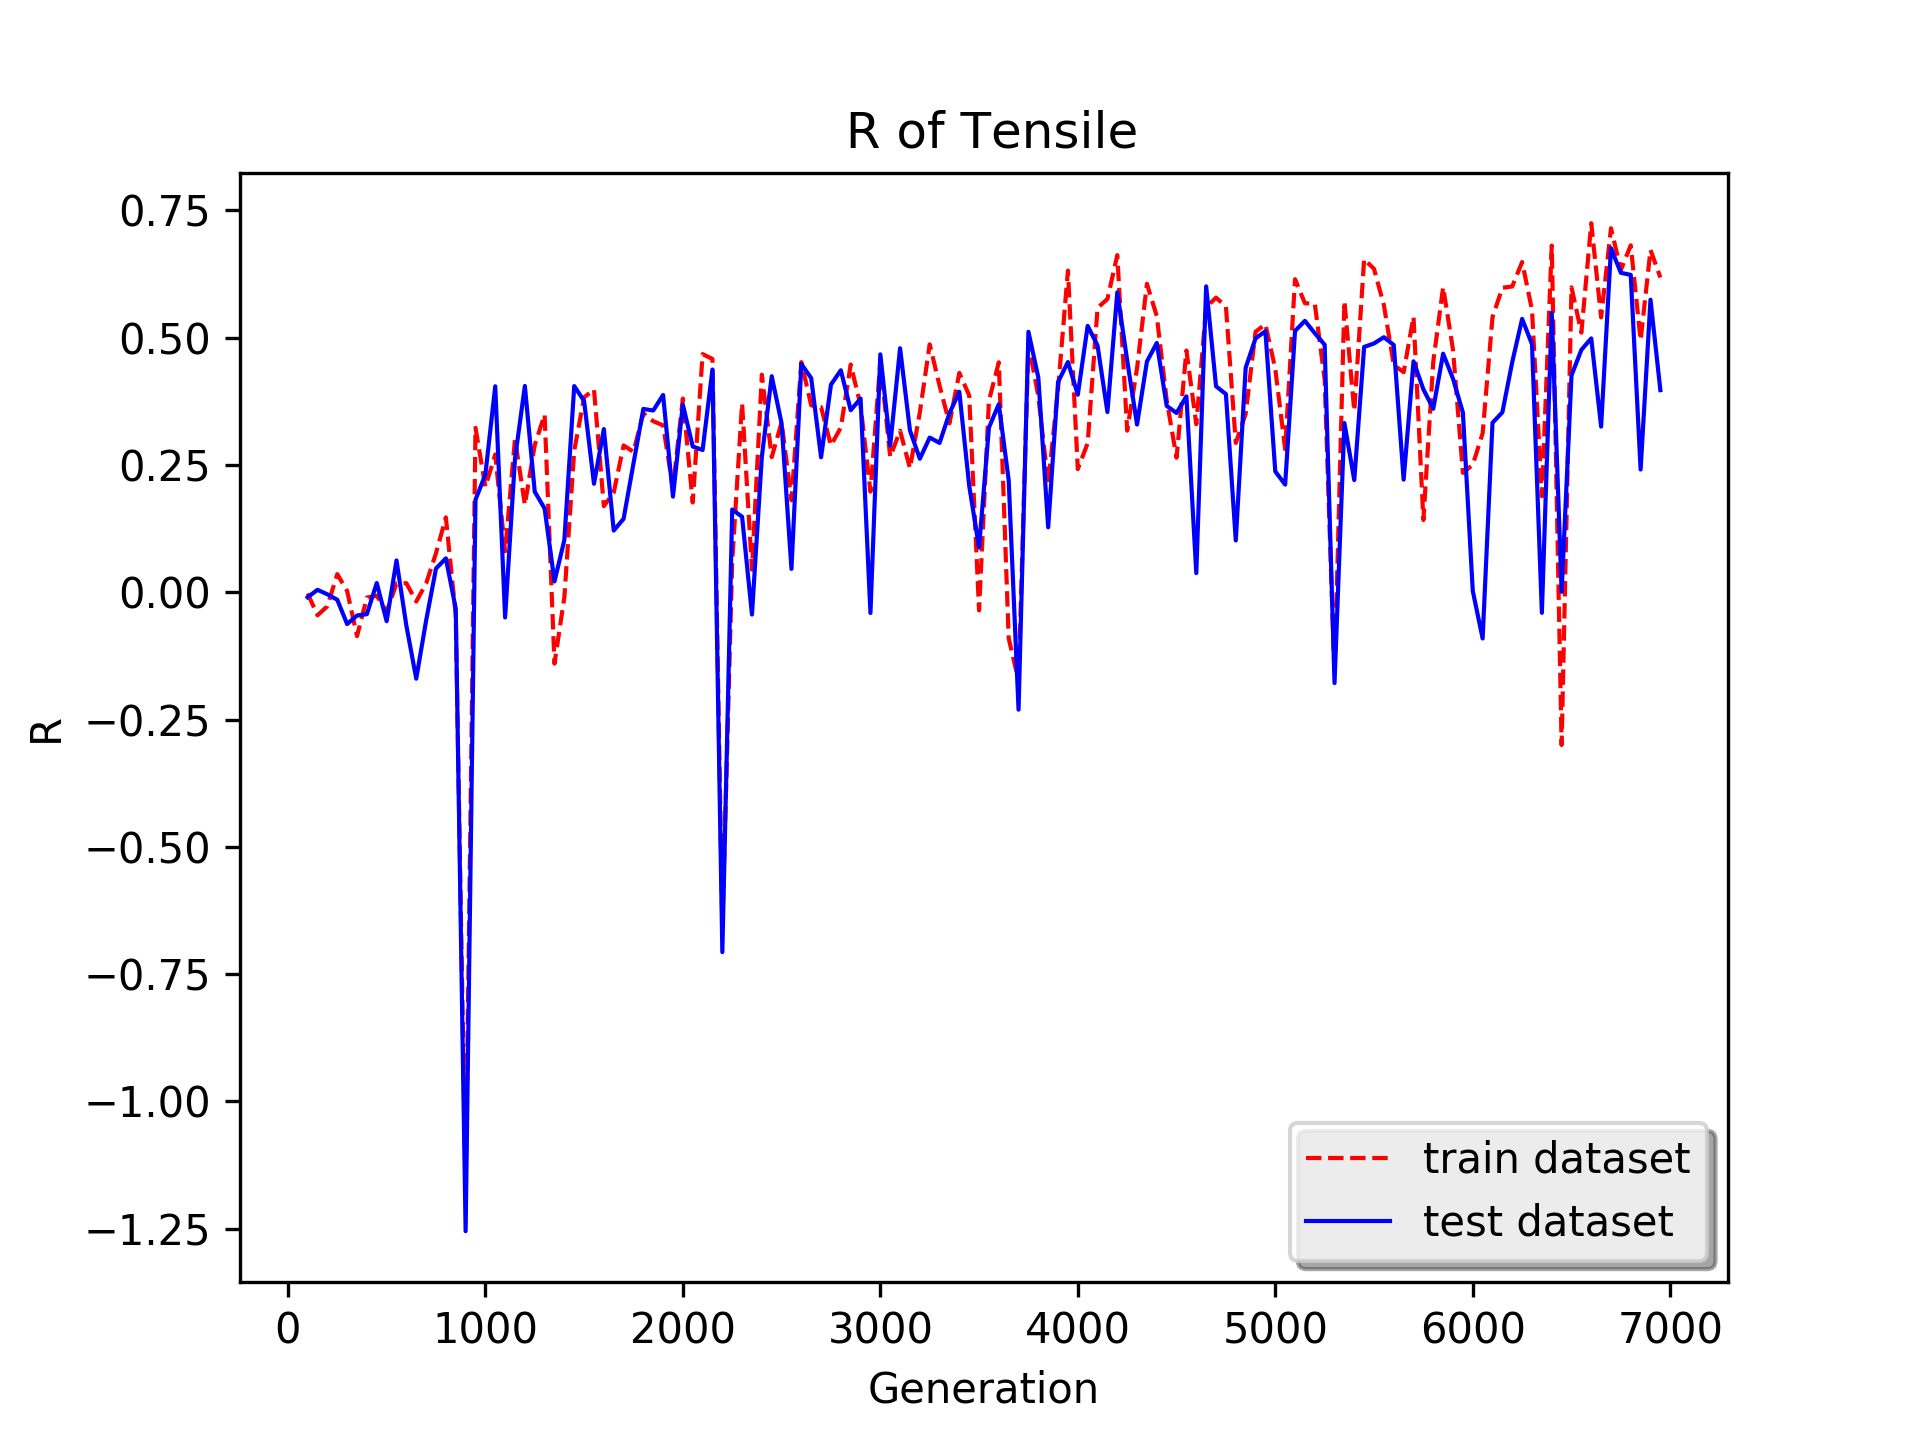 R of Tensile
0.75
0.50
0.25
0.00
−0.25
−0.50
−0.75
−1.00
−1.25
R
train dataset
test dataset
0 1000 2000 3000 4000 5000 6000 7000
Generation